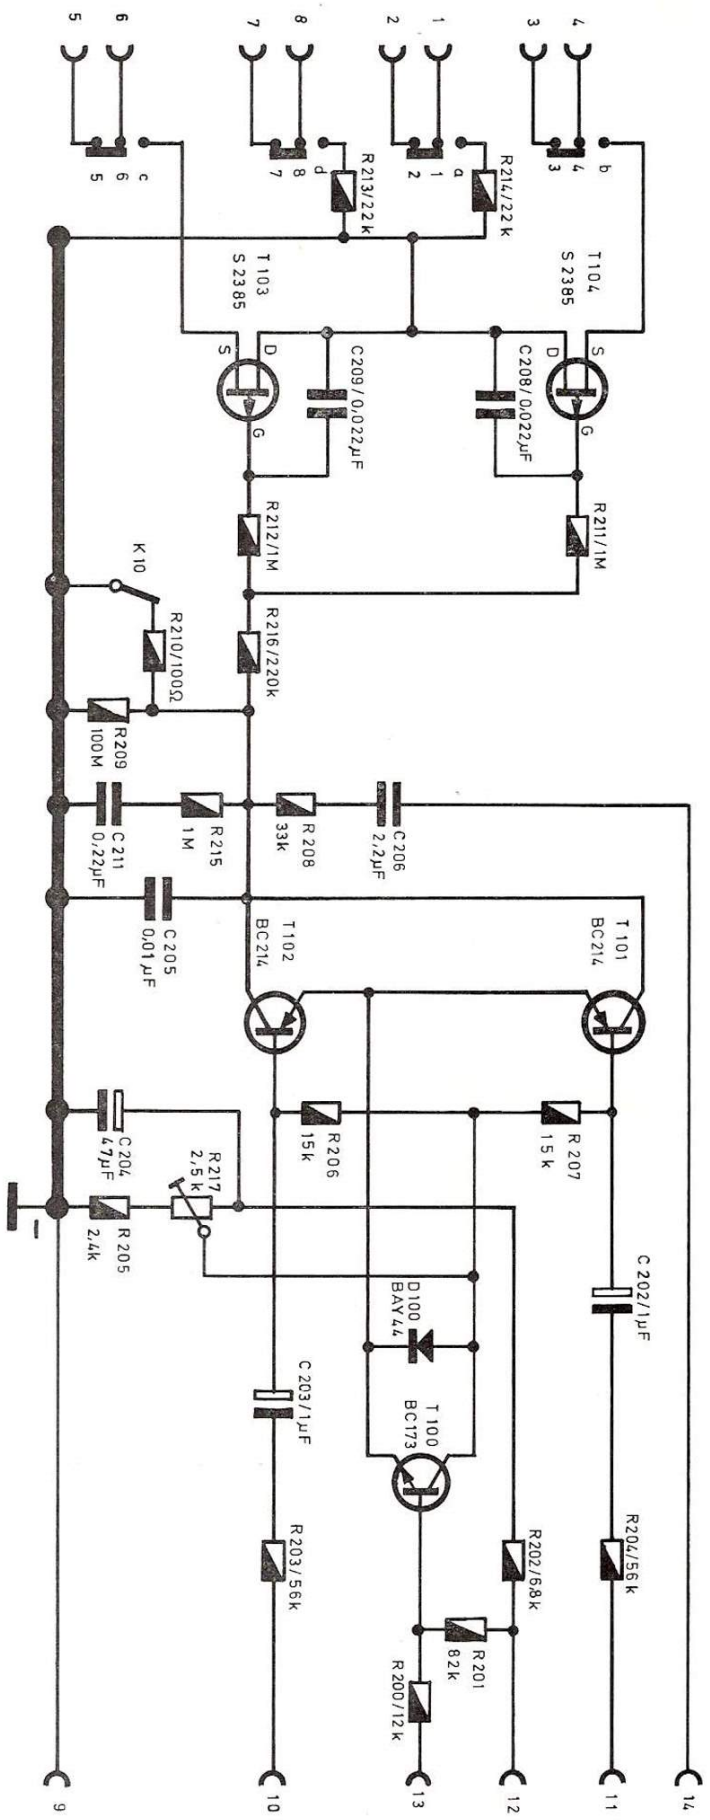 5
6
7
8
2
1
3
4
c
6
5
d
8
7
R213/22k
a
1
2
R214/22k
b
4
3
T103
S2385
T104
S2385
S
D
G
C209/0,022µF
D
S
G
C208/0,022µF
R212/1M
R211/1M
K10
R210/100Ω
R216/220k
R209
100M
C211
0,22µF
R215
1M
R208
33k
C206
2,2µF
C205
0,01µF
T102
BC214
T101
BC214
C204
47µF
R206
15k
R207
15k
R217
2,5k
R205
2,4k
–
D100
BAY44
C202/1µF
C203/1µF
T100
BC173
R203/56k
R202/6,8k
R204/56k
R201
82k
R200/12k
9
10
13
12
11
14